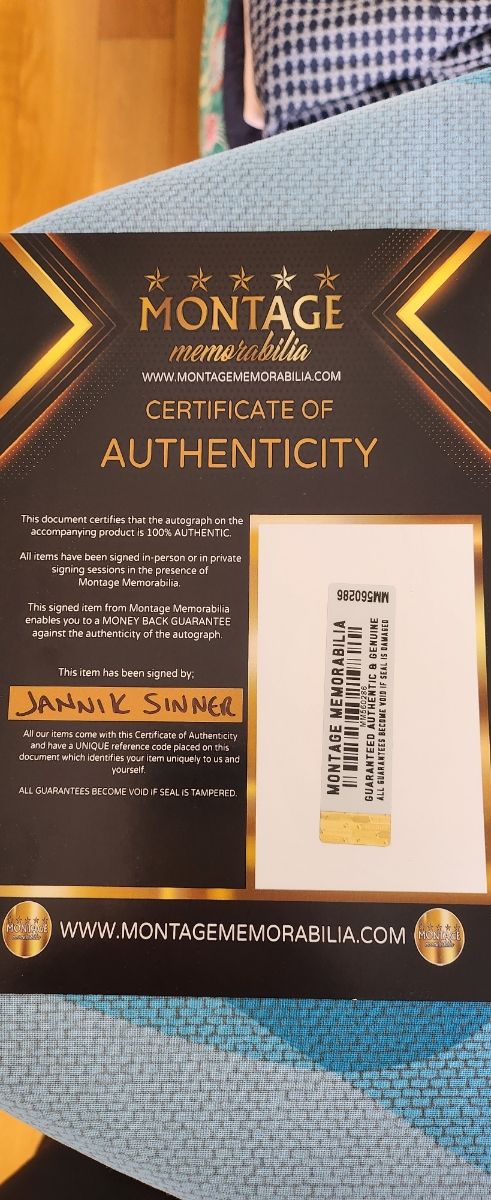 MONTAGE
memorabilia
WWW.MONTAGEMEMORABILIA.COM
CERTIFICATE OF
AUTHENTICITY
This document certifies that the autograph on the
accompanying product is 100% AUTHENTIC.
All items have been signed in-person or in private
signing sessions in the presence of
Montage Memorabilia.
This signed item from Montage Memorabilia
enables you to a MONEY BACK GUARANTEE
against the authenticity of the autograph.
This item has been signed by;
JANNIK SINNER
All our items come with this Certificate of Authenticity
and have a UNIQUE reference code placed on this
document which identifies your item uniquely to us and
yourself.
ALL GUARANTEES BECOME VOID IF SEAL IS TAMPERED.
MONTAGE MEMORABILIA
MM560286
GUARANTEED AUTHENTIC & GENUINE
ALL GUARANTEES BECOME VOID IF SEAL IS DAMAGED
MM560286
MONTAGE
memorabilia
WWW.MONTAGEMEMORABILIA.COM
MONTAGE
memorabilia